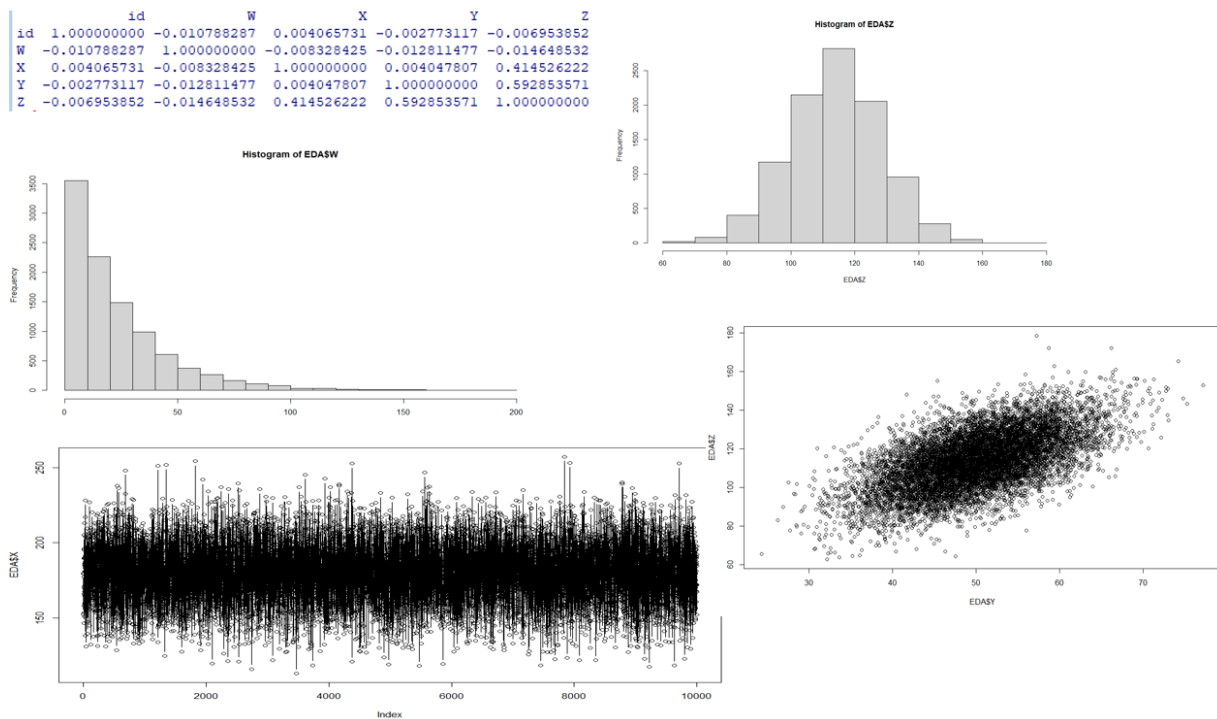 id W X Y Z
id 1.000000000 -0.010788287 0.004065731 -0.002773117 -0.006953852
W -0.010788287 1.000000000 -0.008328425 -0.012811477 -0.014648532
X 0.004065731 -0.008328425 1.000000000 0.004047807 0.414526222
Y -0.002773117 -0.012811477 0.004047807 1.000000000 0.592853571
Z -0.006953852 -0.014648532 0.414526222 0.592853571 1.000000000
Histogram of EDA$Z
Frequency
2500
2000
1500
1000
500
0
60 80 100 120 140 160 180
EDA$Z
Histogram of EDA$W
Frequency
3500
3000
2500
2000
1500
1000
500
0
0 50 100 150 200
EDA$Z
180
160
140
120
100
80
60
30 40 50 60 70
EDA$Y
EDA$X
250
200
150
0 2000 4000 6000 8000 10000
Index